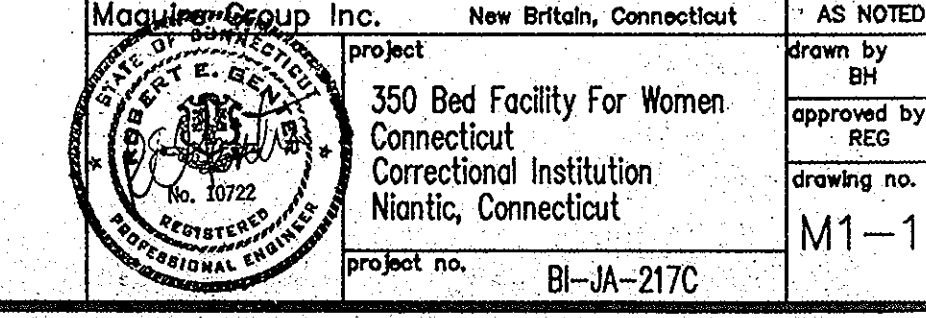 Maguire Group Inc.
New Britain, Connecticut
AS NOTED
STATE OF CONNECTICUT
ROBERT E. GENTER
No. 10722
REGISTERED
PROFESSIONAL ENGINEER
project
350 Bed Facility For Women
Connecticut
Correctional Institution
Niantic, Connecticut
project no.
BI-JA-217C
drawn by
BH
approved by
REG
drawing no.
M1-1